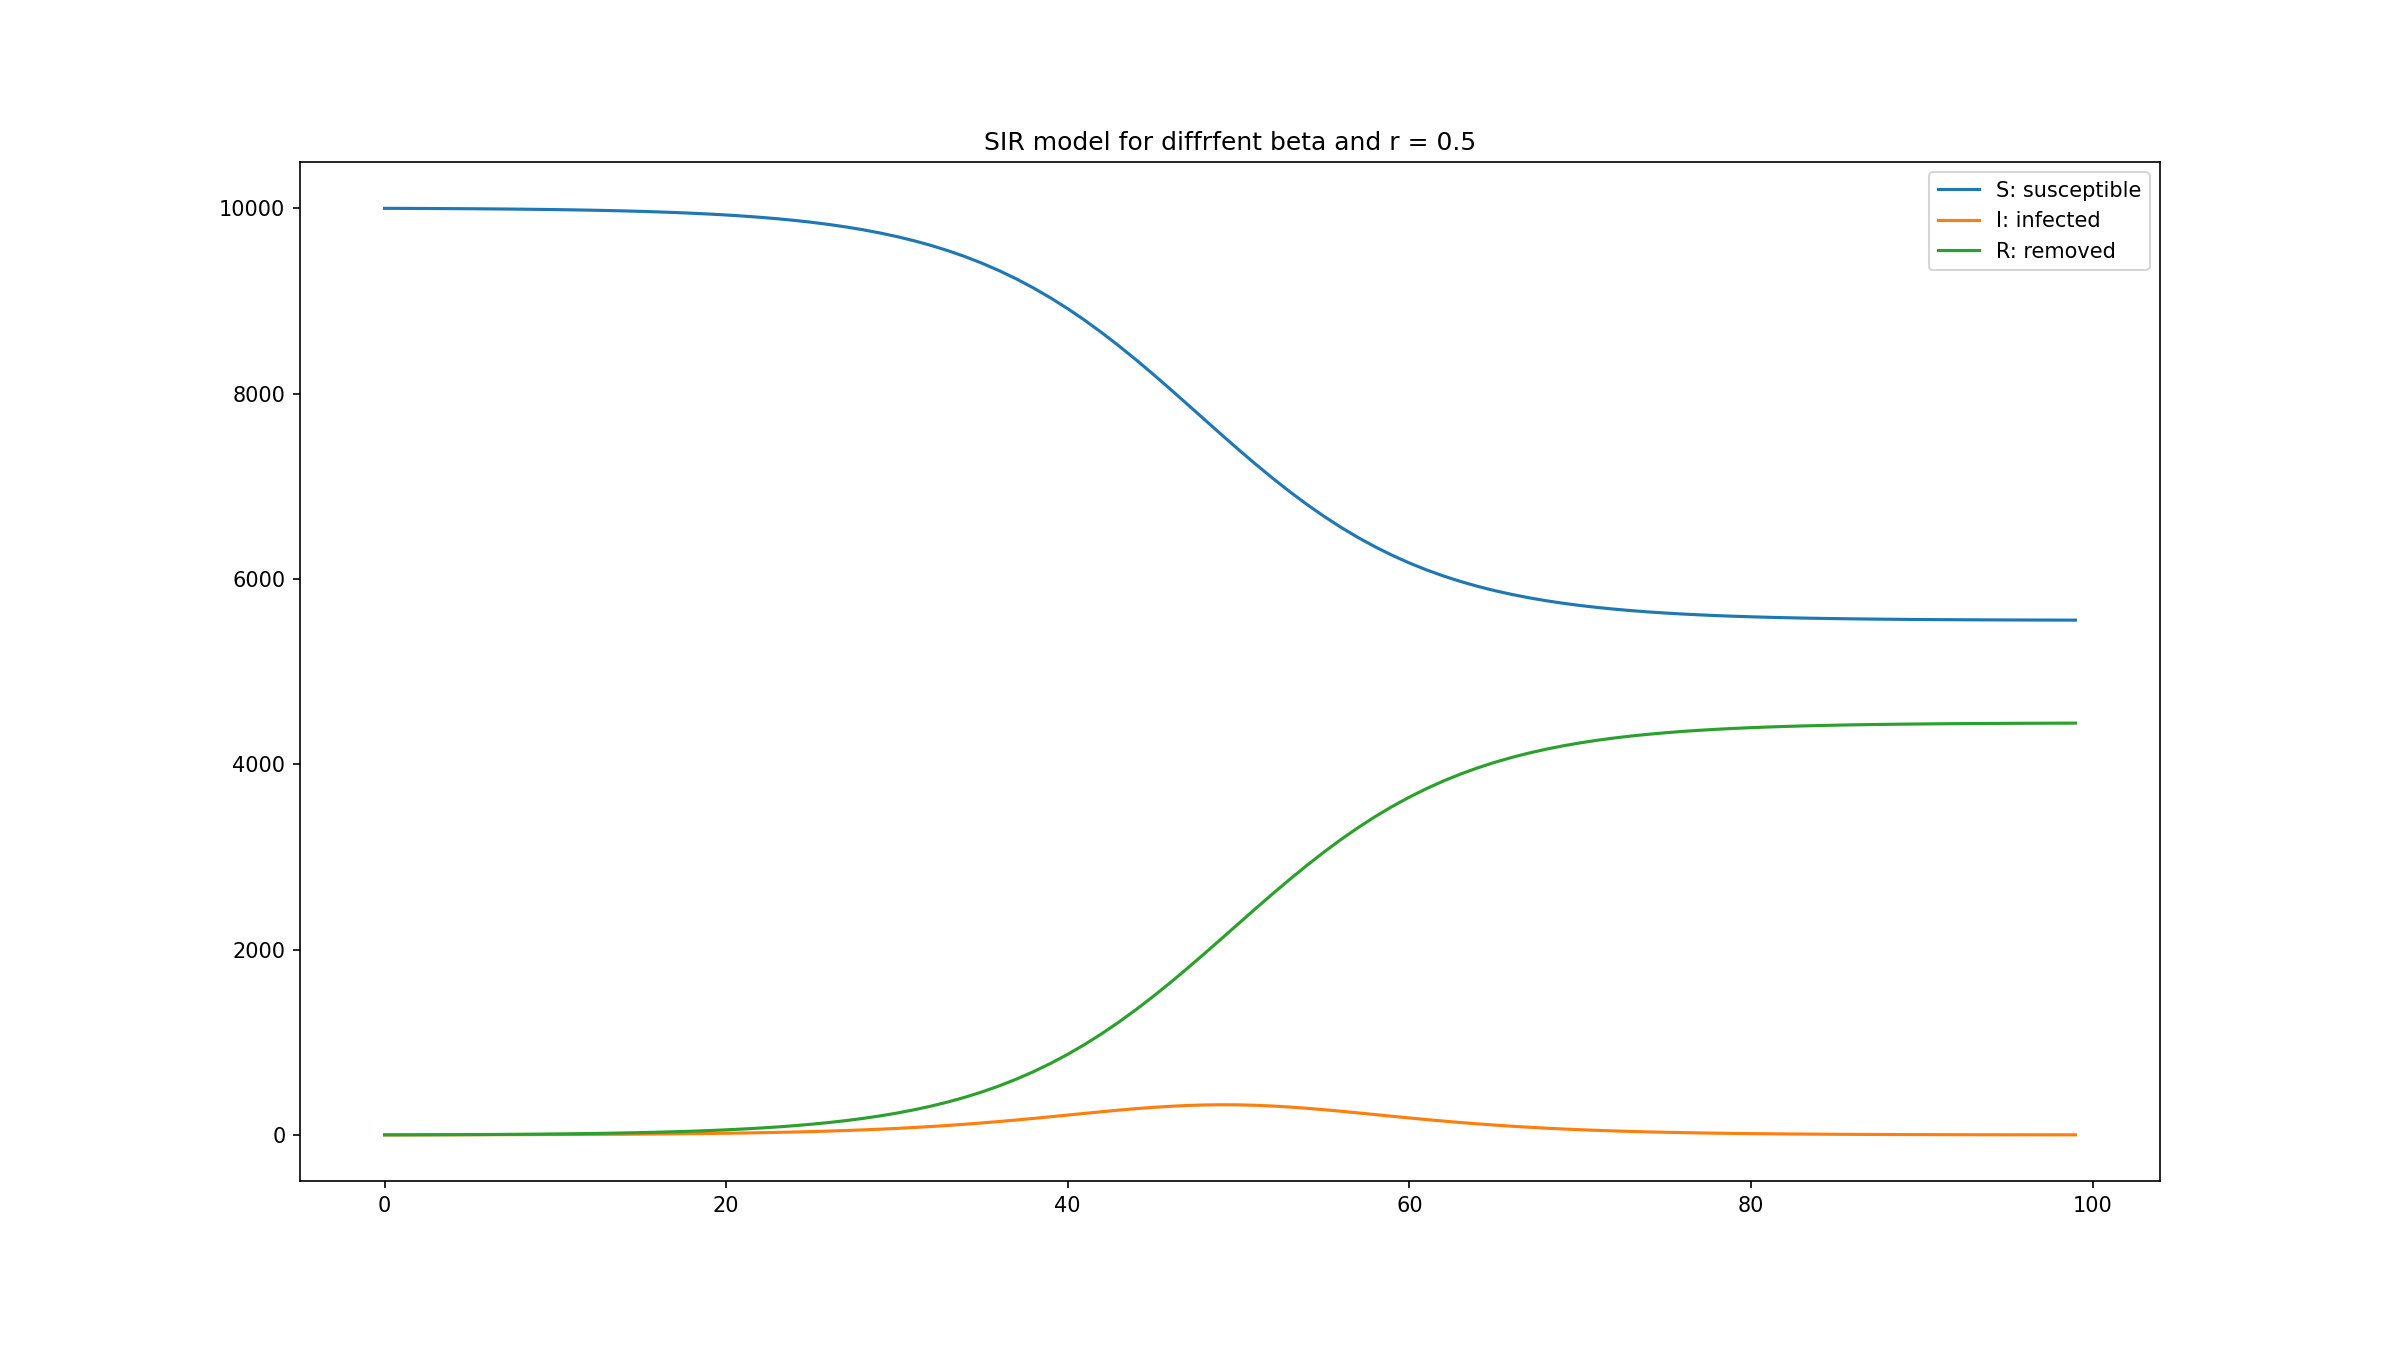 SIR model for diffrfent beta and r = 0.5
S: susceptible
I: infected
R: removed
10000
8000
6000
4000
2000
0
0 20 40 60 80 100